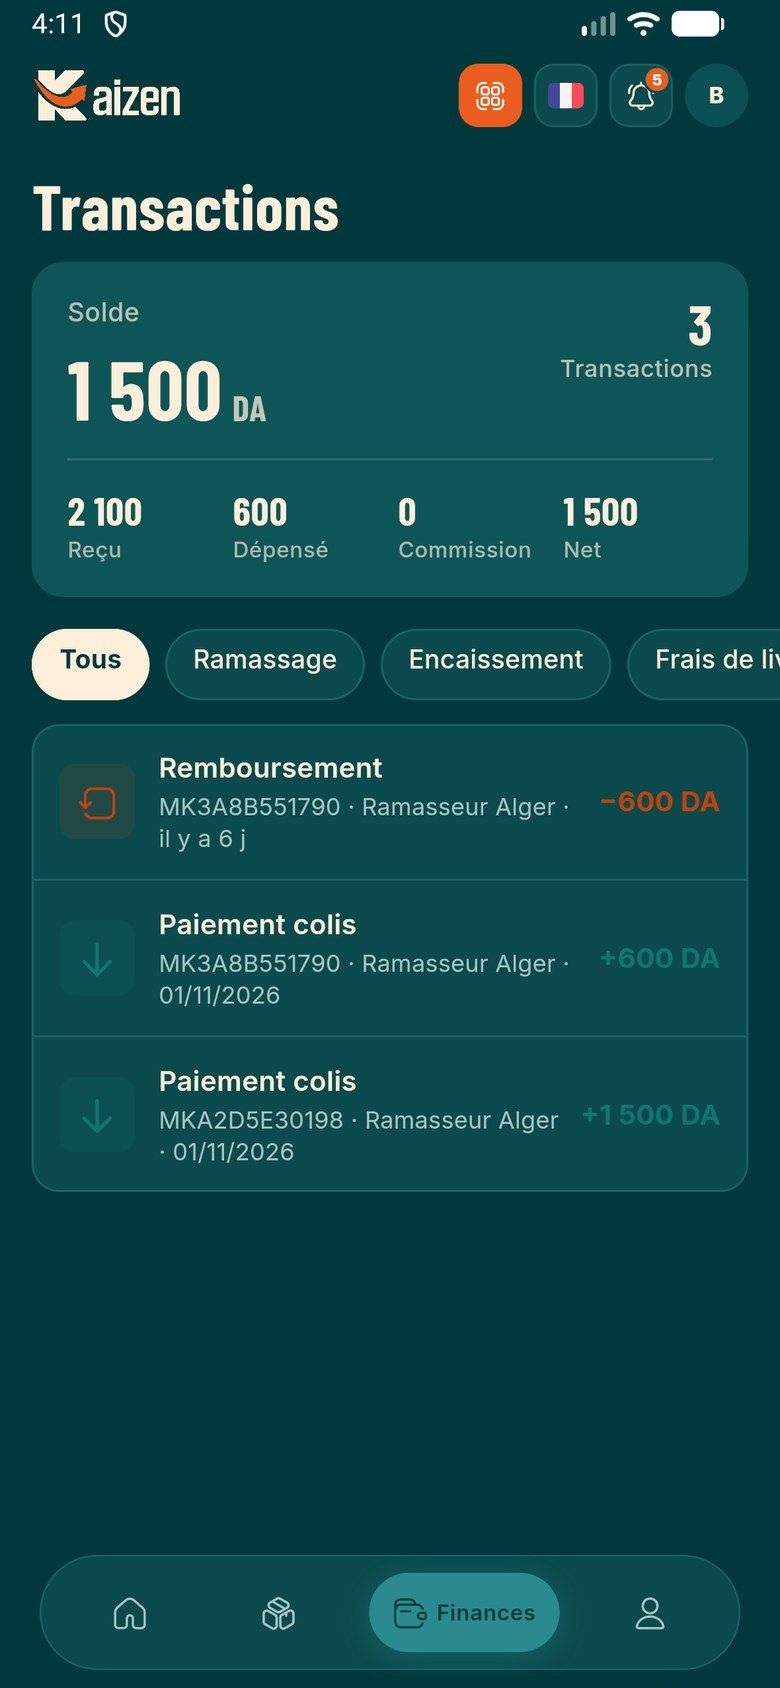 4:11
Kaizen
5
B
Transactions
Solde
3
1 500 DA
Transactions
2 100
600
0
1 500
Reçu
Dépensé
Commission
Net
Tous
Ramassage
Encaissement
Frais de liv
Remboursement
MK3A8B551790 · Ramasseur Alger ·
il y a 6 j
−600 DA
Paiement colis
MK3A8B551790 · Ramasseur Alger ·
01/11/2026
+600 DA
Paiement colis
MKA2D5E30198 · Ramasseur Alger
· 01/11/2026
+1 500 DA
Finances